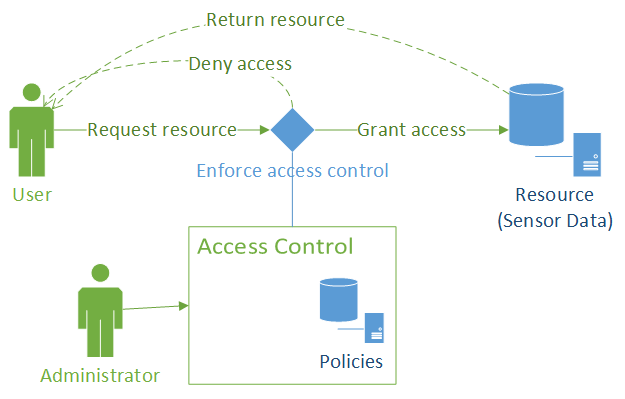 Return resource
Deny access
Request resource
Grant access
Enforce access control
User
Resource
(Sensor Data)
Access Control
Policies
Administrator